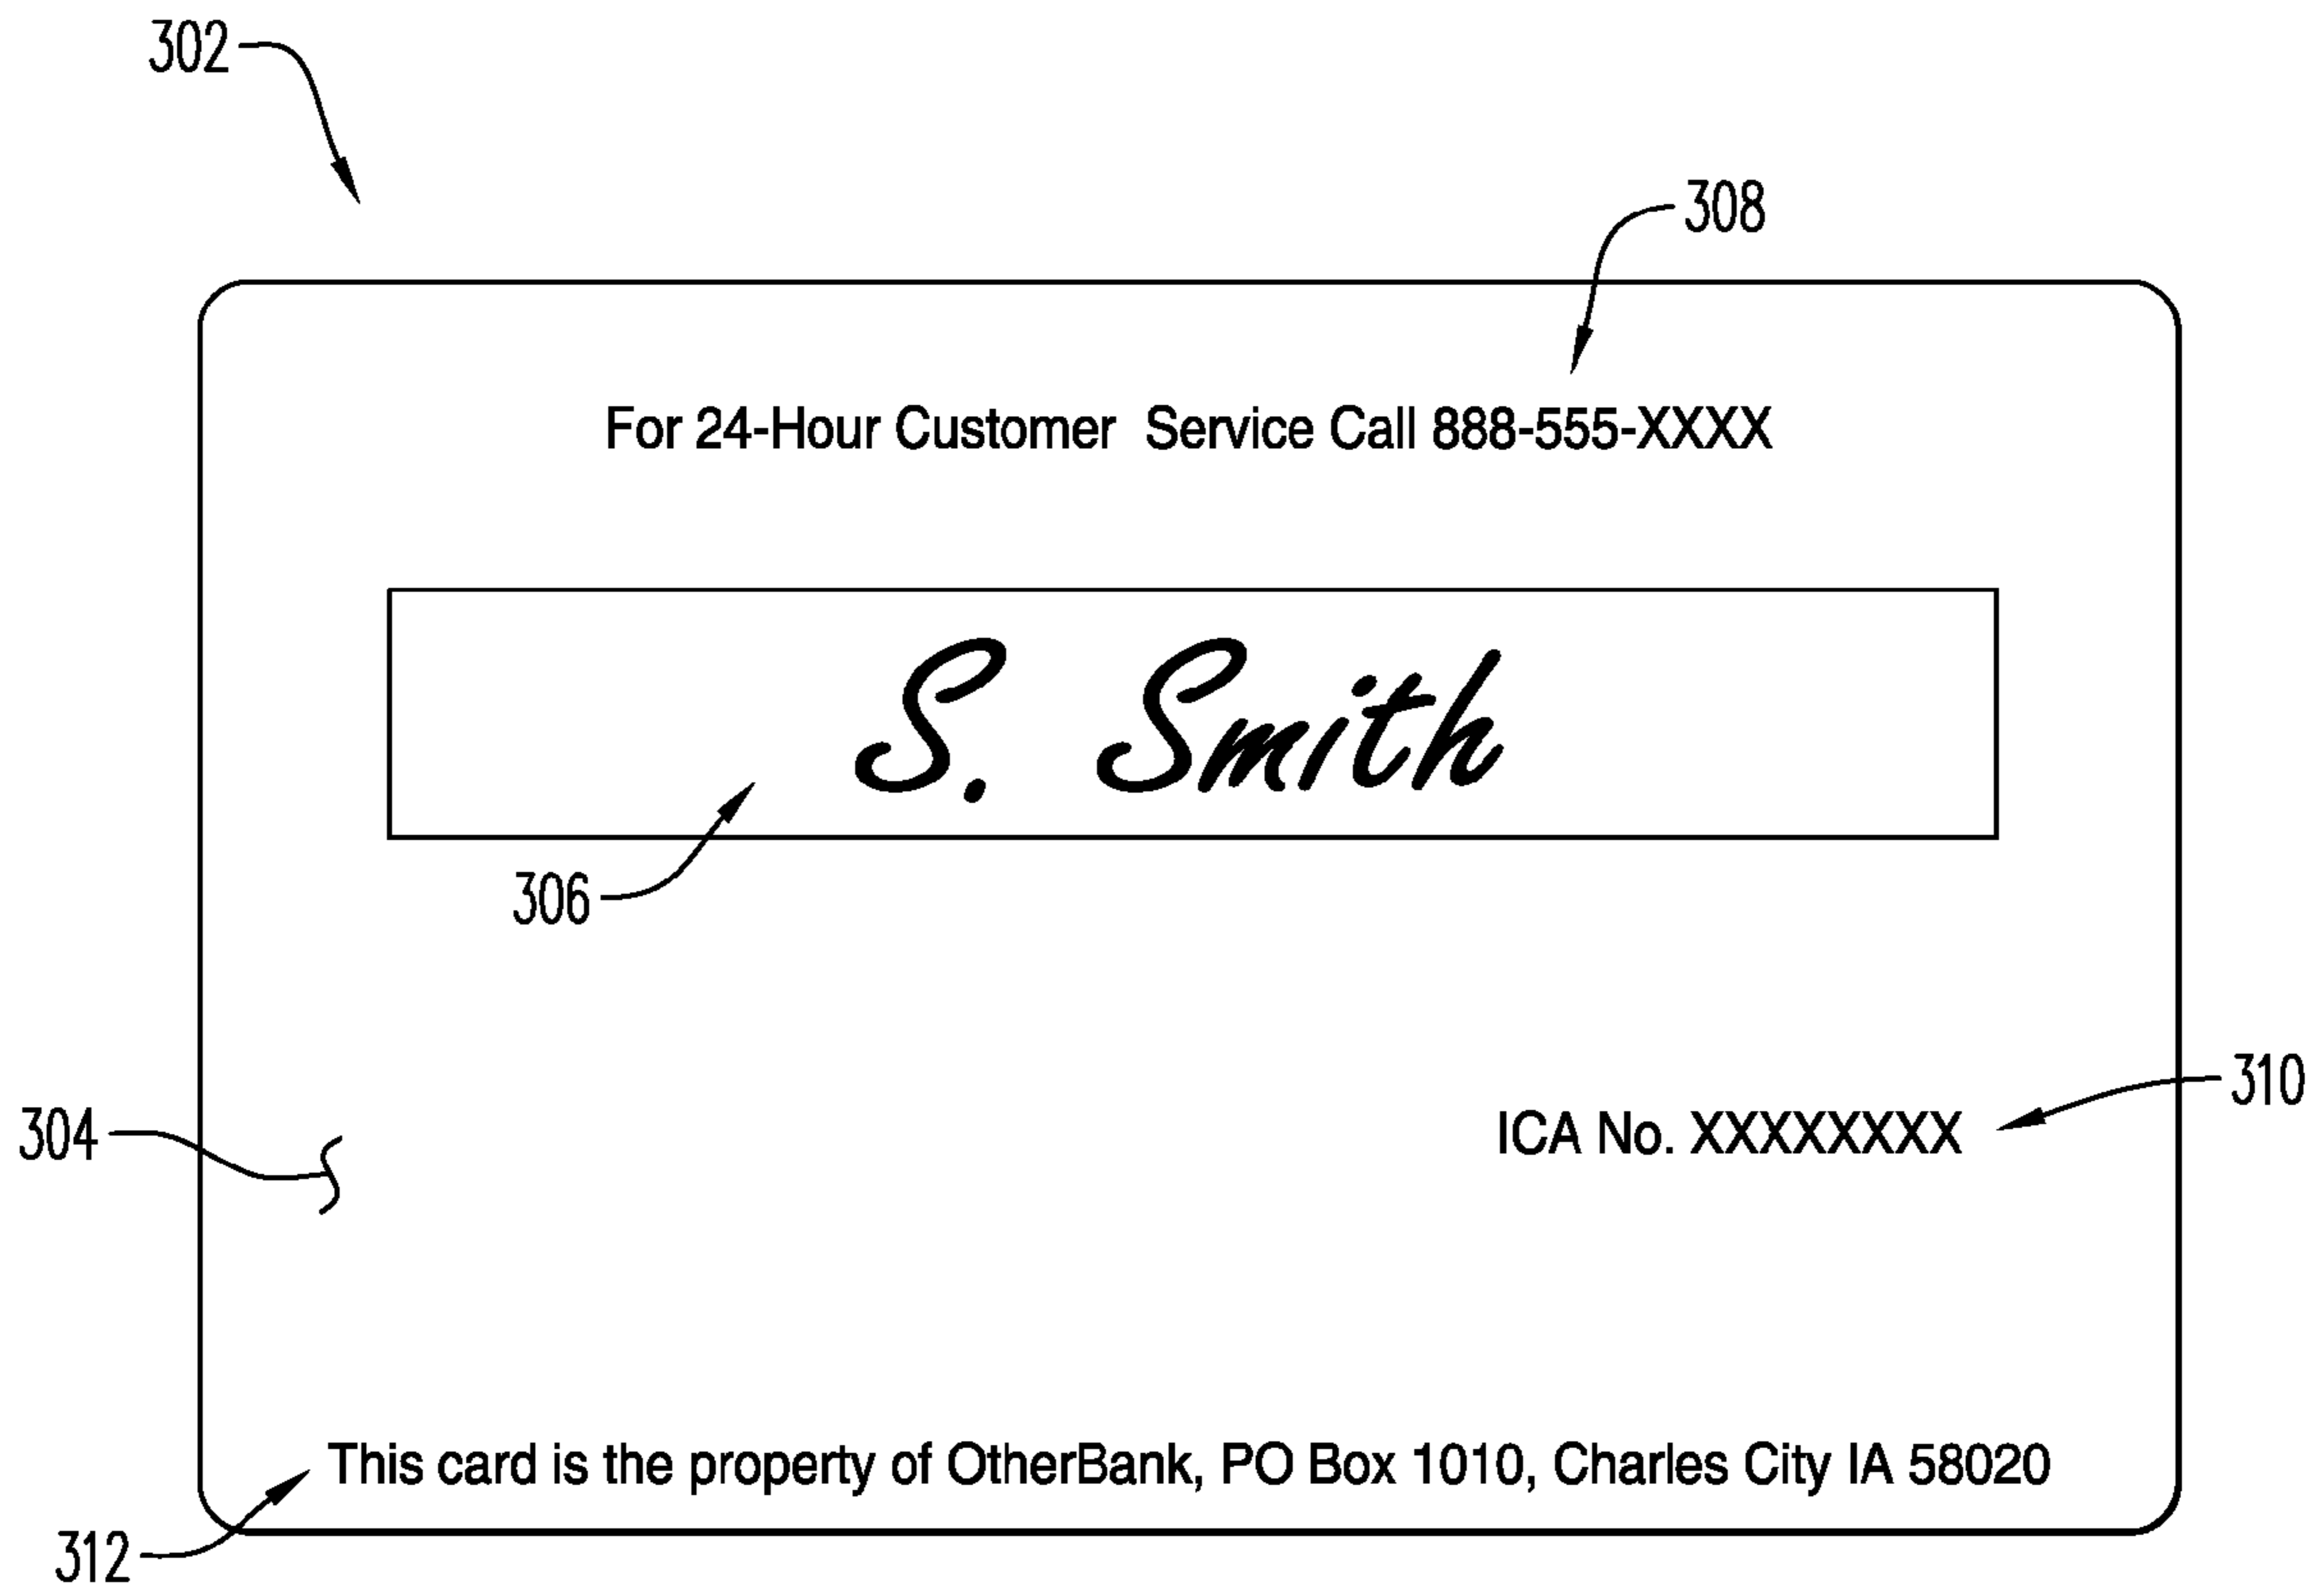 302
308
For 24-Hour Customer Service Call 888-555-XXXX
S. Smith
306
310
304
ICA No. XXXXXXXX
This card is the property of OtherBank, PO Box 1010, Charles City IA 58020
312